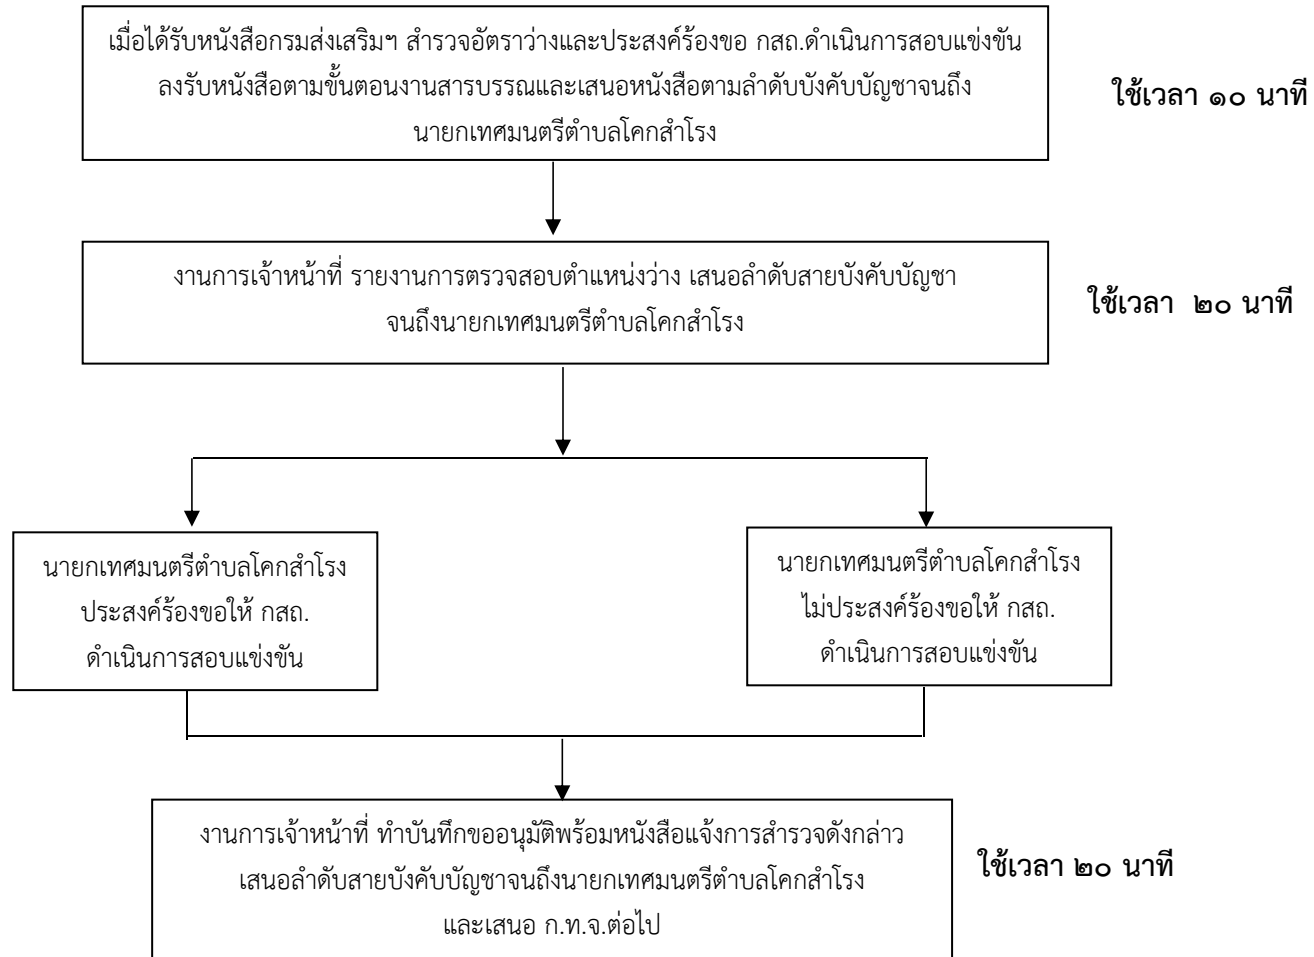 เมื่อได้รับหนังสือกรมส่งเสริมฯ สำรวจอัตราว่างและประสงค์ร้องขอ กสถ.ดำเนินการสอบแข่งขัน
ลงรับหนังสือตามขั้นตอนงานสารบรรณและเสนอหนังสือตามลำดับบังคับบัญชาจนถึง
นายกเทศมนตรีตำบลโคกสำโรง
ใช้เวลา ๑๐ นาที
งานการเจ้าหน้าที่ รายงานการตรวจสอบตำแหน่งว่าง เสนอลำดับสายบังคับบัญชา
จนถึงนายกเทศมนตรีตำบลโคกสำโรง
ใช้เวลา ๒๐ นาที
นายกเทศมนตรีตำบลโคกสำโรง
ประสงค์ร้องขอให้ กสถ.
ดำเนินการสอบแข่งขัน
นายกเทศมนตรีตำบลโคกสำโรง
ไม่ประสงค์ร้องขอให้ กสถ.
ดำเนินการสอบแข่งขัน
งานการเจ้าหน้าที่ ทำบันทึกขออนุมัติพร้อมหนังสือแจ้งการสำรวจดังกล่าว
เสนอลำดับสายบังคับบัญชาจนถึงนายกเทศมนตรีตำบลโคกสำโรง
และเสนอ ก.ท.จ.ต่อไป
ใช้เวลา ๒๐ นาที